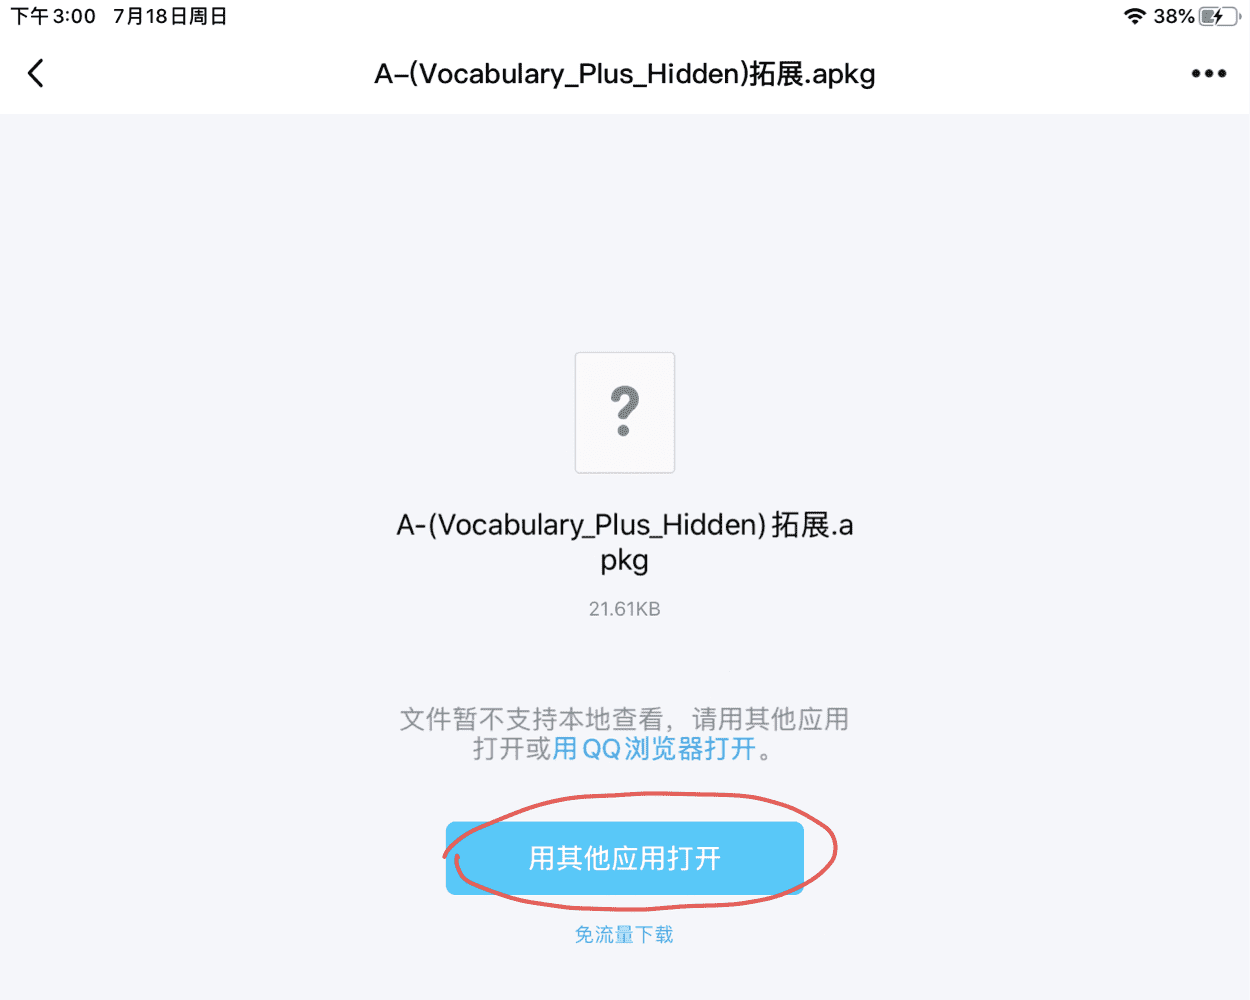 下午3:00 7月18日周日
38%
A-(Vocabulary_Plus_Hidden)拓展.apkg
?
A-(Vocabulary_Plus_Hidden)拓展.a
pkg
21.61KB
文件暂不支持本地查看，请用其他应用
打开或用QQ浏览器打开。
用其他应用打开
免流量下载